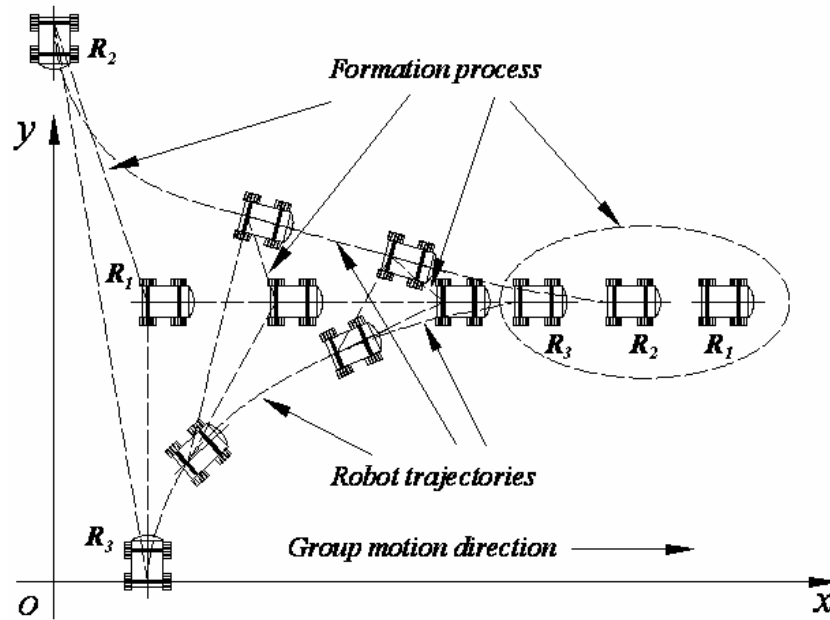 R2
Formation process
y
R1
R3 R2 R1
Robot trajectories
R3
Group motion direction
O
x